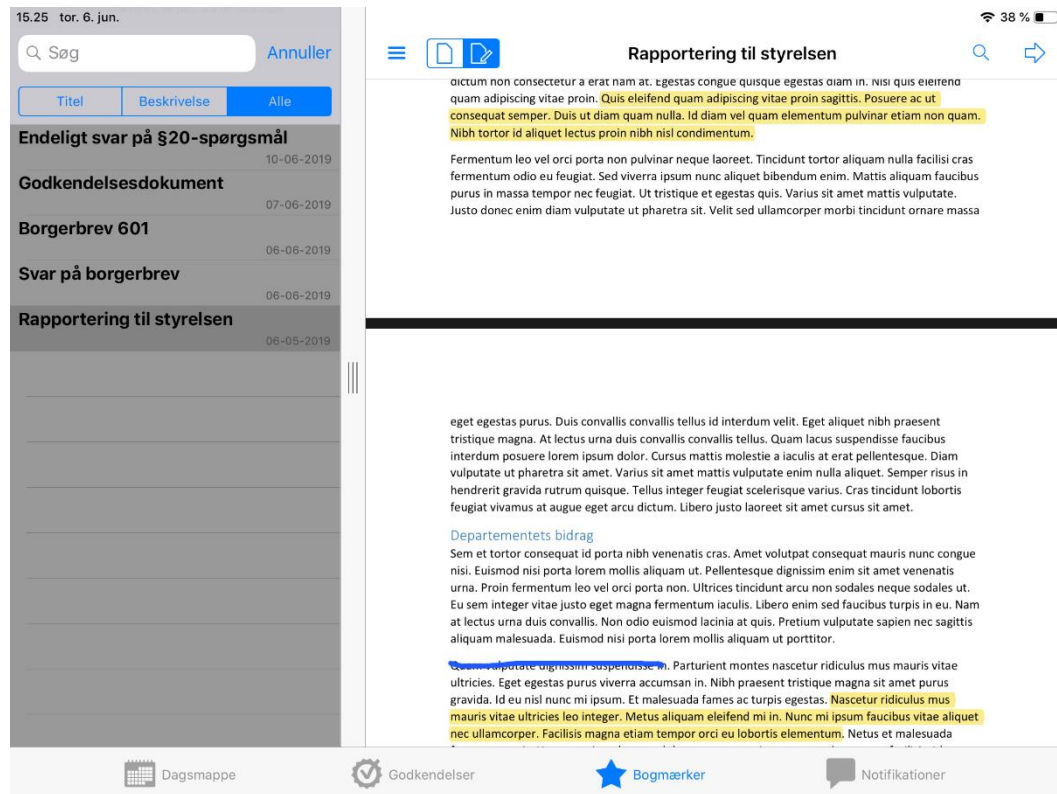 15.25 tor. 6. jun.
38 %
Søg
Annuller
Titel
Beskrivelse
Alle
Endeligt svar på §20-spørgsmål
10-06-2019
Godkendelsesdokument
07-06-2019
Borgerbrev 601
06-06-2019
Svar på borgerbrev
06-06-2019
Rapportering til styrelsen
06-05-2019
Rapportering til styrelsen
dictum non consectetur a erat nam at. Egestas congue quisque egestas diam in. Nisl quis eleifend
quam adipiscing vitae proin. Quis eleifend quam adipiscing vitae proin sagittis. Posuere ac ut
consequat semper. Duis ut diam quam nulla. Id diam vel quam elementum pulvinar etiam non quam.
Nibh tortor id aliquet lectus proin nibh nisl condimentum.
Fermentum leo vel orci porta non pulvinar neque laoreet. Tincidunt tortor aliquam nulla facilisi cras
fermentum odio eu feugiat. Sed viverra ipsum nunc aliquet bibendum enim. Mattis aliquam faucibus
purus in massa tempor nec feugiat. Ut tristique et egestas quis. Varius sit amet mattis vulputate.
Justo donec enim diam vulputate ut pharetra sit. Velit sed ullamcorper morbi tincidunt ornare massa
eget egestas purus. Duis convallis convallis tellus id interdum velit. Eget aliquet nibh praesent
tristique magna. At lectus urna duis convallis convallis tellus. Quam lacus suspendisse faucibus
interdum posuere lorem ipsum dolor. Cursus mattis molestie a iaculis at erat pellentesque. Diam
vulputate ut pharetra sit amet. Varius sit amet mattis vulputate enim nulla aliquet. Semper risus in
hendrerit gravida rutrum quisque. Tellus integer feugiat scelerisque varius. Cras tincidunt lobortis
feugiat vivamus at augue eget arcu dictum. Libero justo laoreet sit amet cursus sit amet.
Departementets bidrag
Sem et tortor consequat id porta nibh venenatis cras. Amet volutpat consequat mauris nunc congue
nisi. Euismod nisi porta lorem mollis aliquam ut. Pellentesque dignissim enim sit amet venenatis
urna. Proin fermentum leo vel orci porta non. Ultrices tincidunt arcu non sodales neque sodales ut.
Eu sem integer vitae justo eget magna fermentum iaculis. Libero enim sed faucibus turpis in eu. Nam
at lectus urna duis convallis. Non odio euismod lacinia at quis. Pretium vulputate sapien nec sagittis
aliquam malesuada. Euismod nisi porta lorem mollis aliquam ut porttitor.
Quam vulputate dignissim suspendisse in. Parturient montes nascetur ridiculus mus mauris vitae
ultricies. Eget egestas purus viverra accumsan in. Nibh praesent tristique magna sit amet purus
gravida. Id eu nisl nunc mi ipsum. Et malesuada fames ac turpis egestas. Nascetur ridiculus mus
mauris vitae ultricies leo integer. Metus aliquam eleifend mi in. Nunc mi ipsum faucibus vitae aliquet
nec ullamcorper. Facilisis magna etiam tempor orci eu lobortis elementum. Netus et malesuada
Dagsmappe
Godkendelser
Bogmærker
Notifikationer